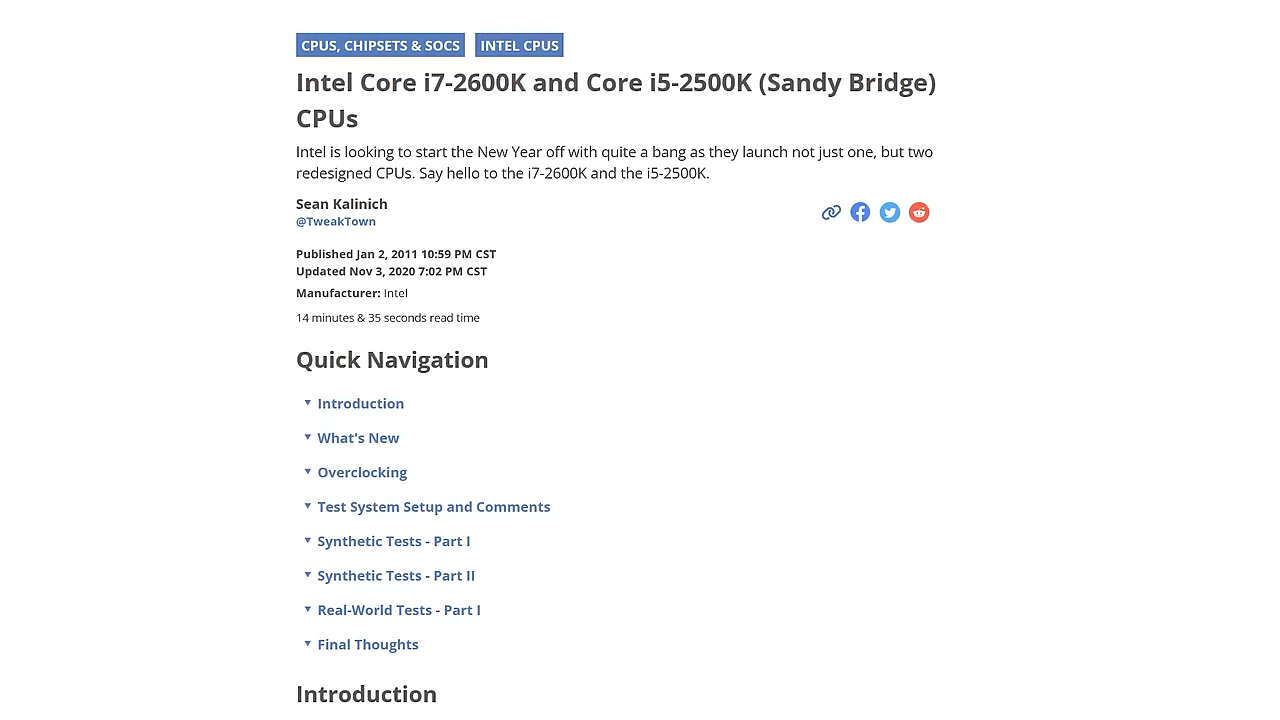 CPUS, CHIPSETS & SOCS INTEL CPUS
Intel Core i7-2600K and Core i5-2500K (Sandy Bridge)
CPUs
Intel is looking to start the New Year off with quite a bang as they launch not just one, but two
redesigned CPUs. Say hello to the i7-2600K and the i5-2500K.
Sean Kalinich
@TweakTown
Published Jan 2, 2011 10:59 PM CST
Updated Nov 3, 2020 7:02 PM CST
Manufacturer: Intel
14 minutes & 35 seconds read time
Quick Navigation
Introduction
What's New
Overclocking
Test System Setup and Comments
Synthetic Tests - Part I
Synthetic Tests - Part II
Real-World Tests - Part I
Final Thoughts
Introduction